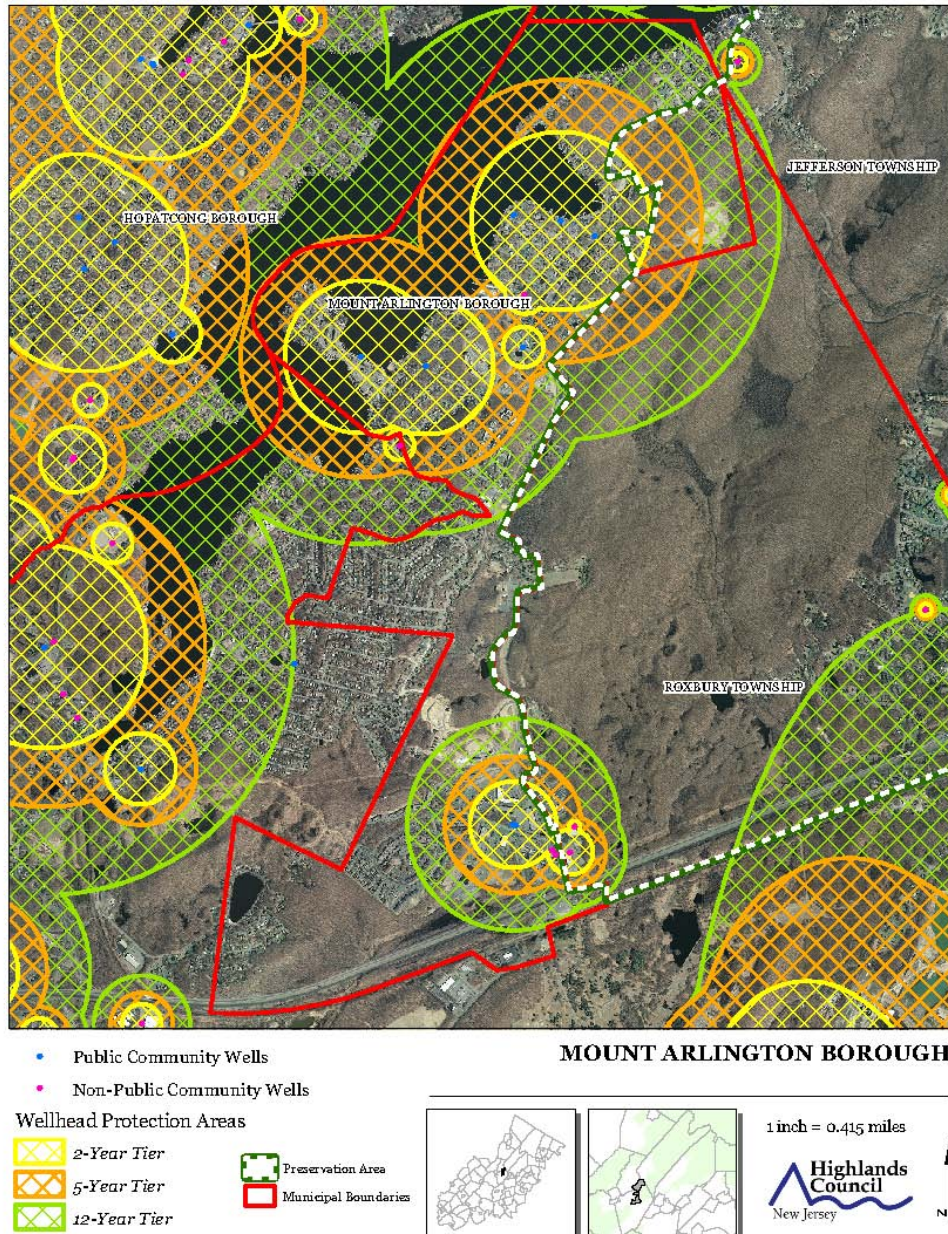 JEFFERSON TOWNSHIP
HOPATCONG BOROUGH
MOUNT ARLINGTON BOROUGH
ROXBURY TOWNSHIP
Public Community Wells
Non-Public Community Wells
Wellhead Protection Areas
2-Year Tier
5-Year Tier
12-Year Tier
Preservation Area
Municipal Boundaries
MOUNT ARLINGTON BOROUGH
1 inch = 0.415 miles
Highlands
Council
New Jersey
N